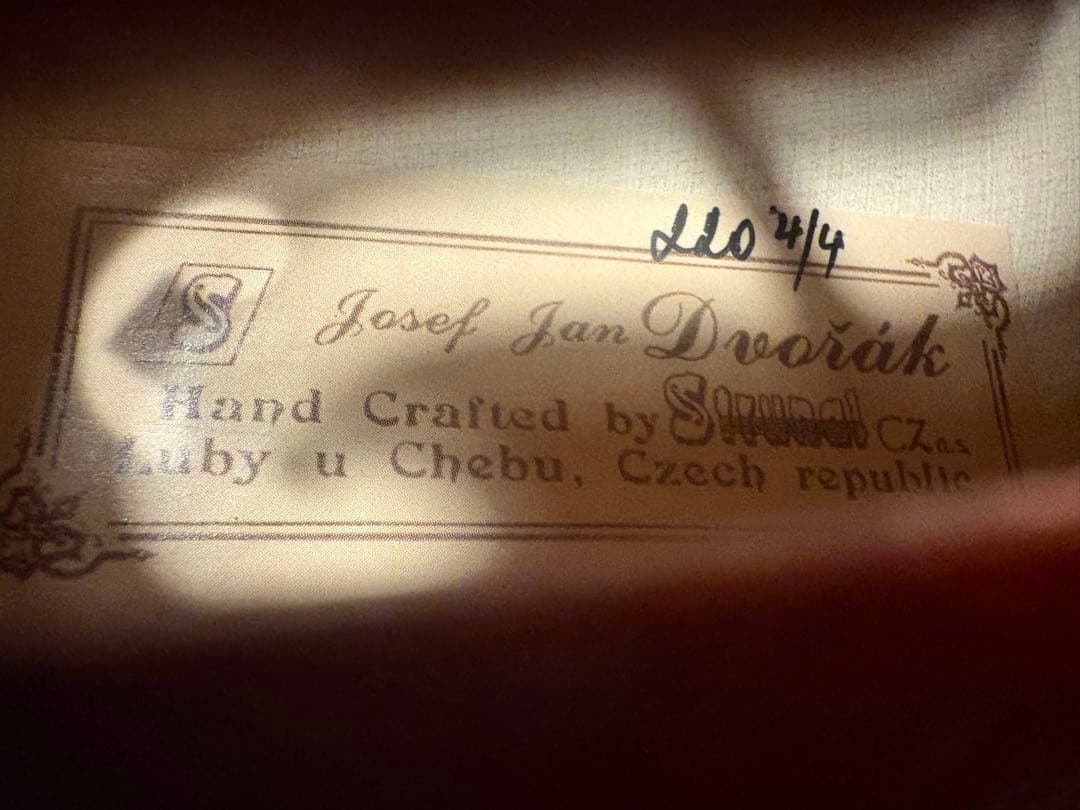 220 4/4
S Josef Jan Dvořák
Hand Crafted by Strunal CZ a.s.
Luby u Chebu, Czech republic